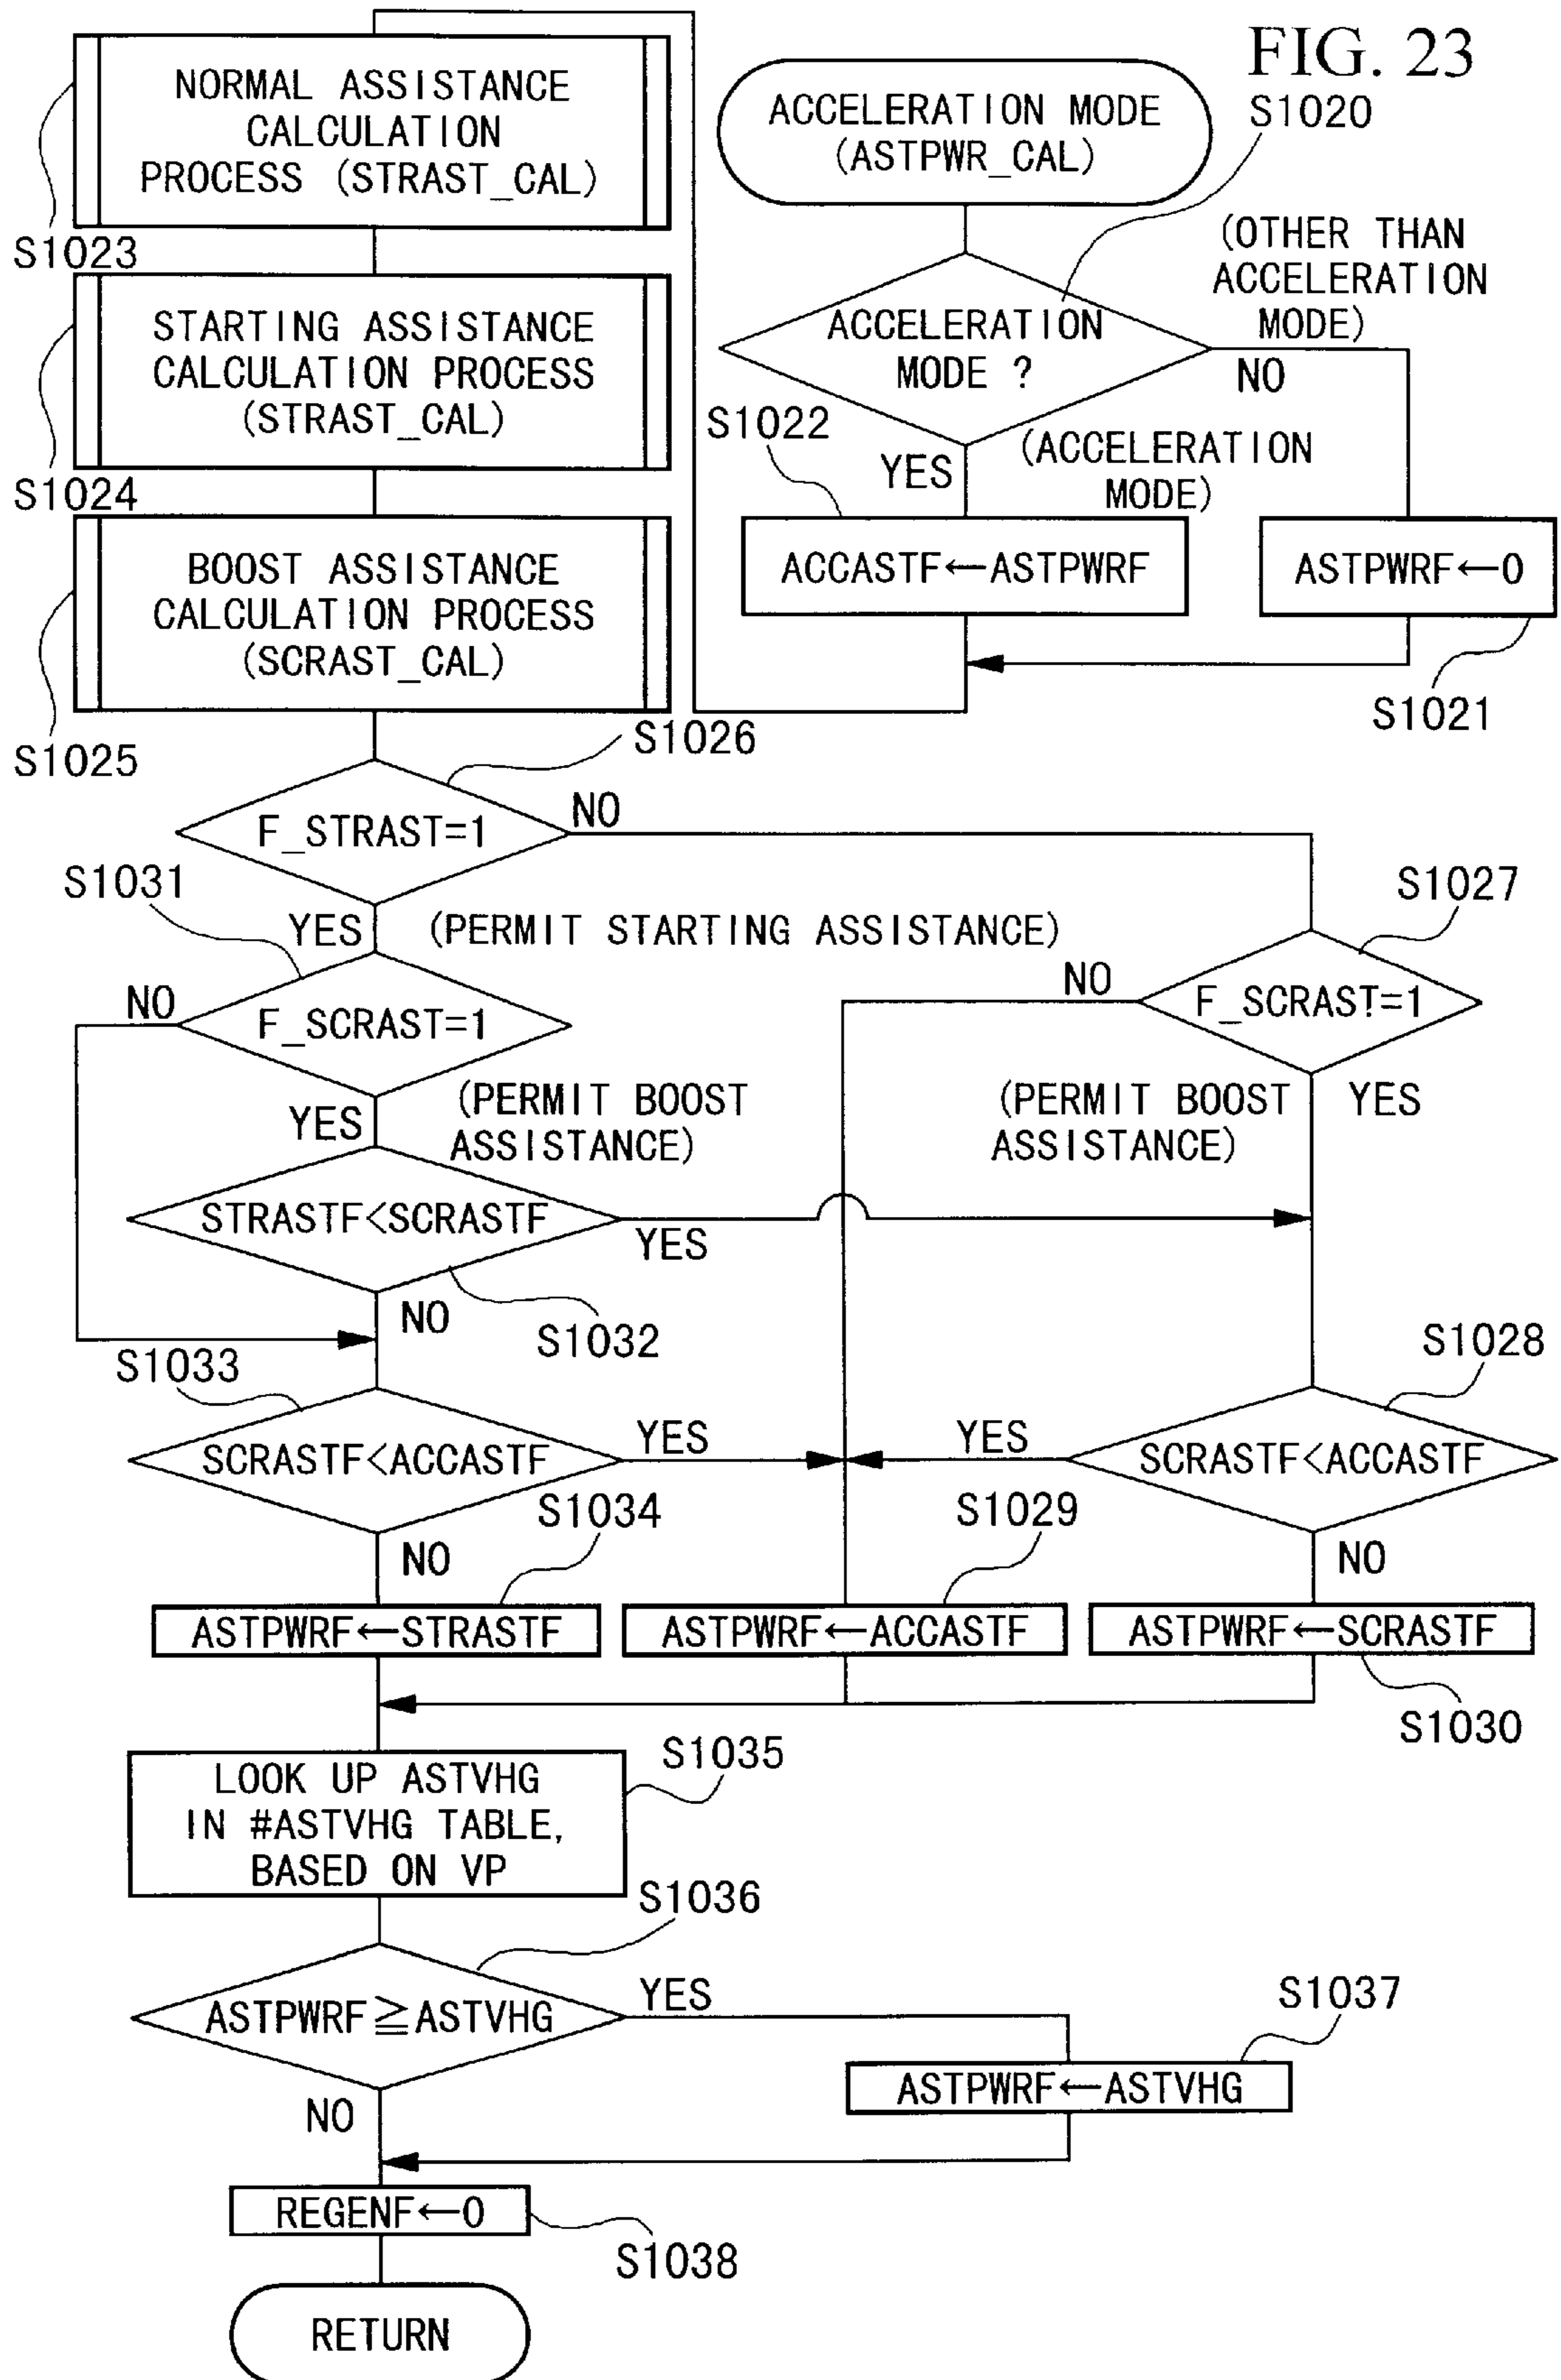 FIG. 23
ACCELERATION MODE
(ASTPWR_CAL)
S1020
ACCELERATION
MODE ?
(OTHER THAN
ACCELERATION
MODE)
NO
YES
(ACCELERATION
MODE)
S1022
ACCASTF←ASTPWRF
ASTPWRF←0
S1021
NORMAL ASSISTANCE
CALCULATION
PROCESS (STRAST_CAL)
S1023
STARTING ASSISTANCE
CALCULATION PROCESS
(STRAST_CAL)
S1024
BOOST ASSISTANCE
CALCULATION PROCESS
(SCRAST_CAL)
S1025
S1026
F_STRAST=1
NO
YES
(PERMIT STARTING ASSISTANCE)
S1031
F_SCRAST=1
NO
YES
(PERMIT BOOST
ASSISTANCE)
S1027
F_SCRAST=1
NO
YES
(PERMIT BOOST
ASSISTANCE)
STRASTF<SCRASTF
YES
NO
S1032
S1033
SCRASTF<ACCASTF
YES
NO
S1028
SCRASTF<ACCASTF
YES
NO
S1034
ASTPWRF←STRASTF
S1029
ASTPWRF←ACCASTF
ASTPWRF←SCRASTF
S1030
LOOK UP ASTVHG
IN #ASTVHG TABLE,
BASED ON VP
S1035
S1036
ASTPWRF≧ASTVHG
YES
NO
S1037
ASTPWRF←ASTVHG
REGENF←0
S1038
RETURN